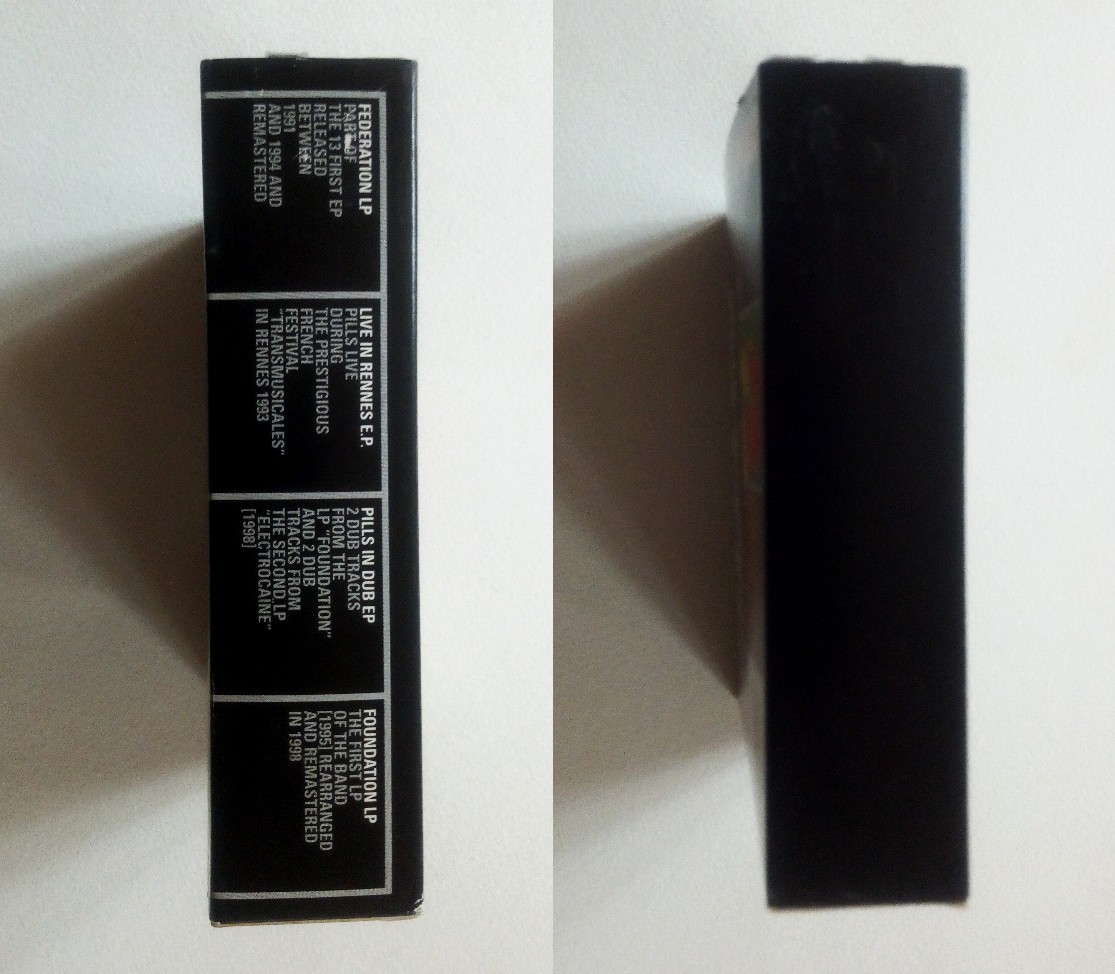 FEDERATION LP
PART OF
THE 13 FIRST EP
RELEASED
BETWEEN
1991
AND 1994 AND
REMASTERED
LIVE IN RENNES E.P.
PILLS LIVE
DURING
THE PRESTIGIOUS
FRENCH
FESTIVAL
"TRANSMUSICALES"
IN RENNES 1993
PILLS IN DUB EP
2 DUB TRACKS
FROM THE
LP "FOUNDATION"
AND 2 DUB
TRACKS FROM
THE SECOND LP
"ELECTROCAINE"
[1998]
FOUNDATION LP
THE FIRST LP
OF THE BAND
[1995] REARRANGED
AND REMASTERED
IN 1998